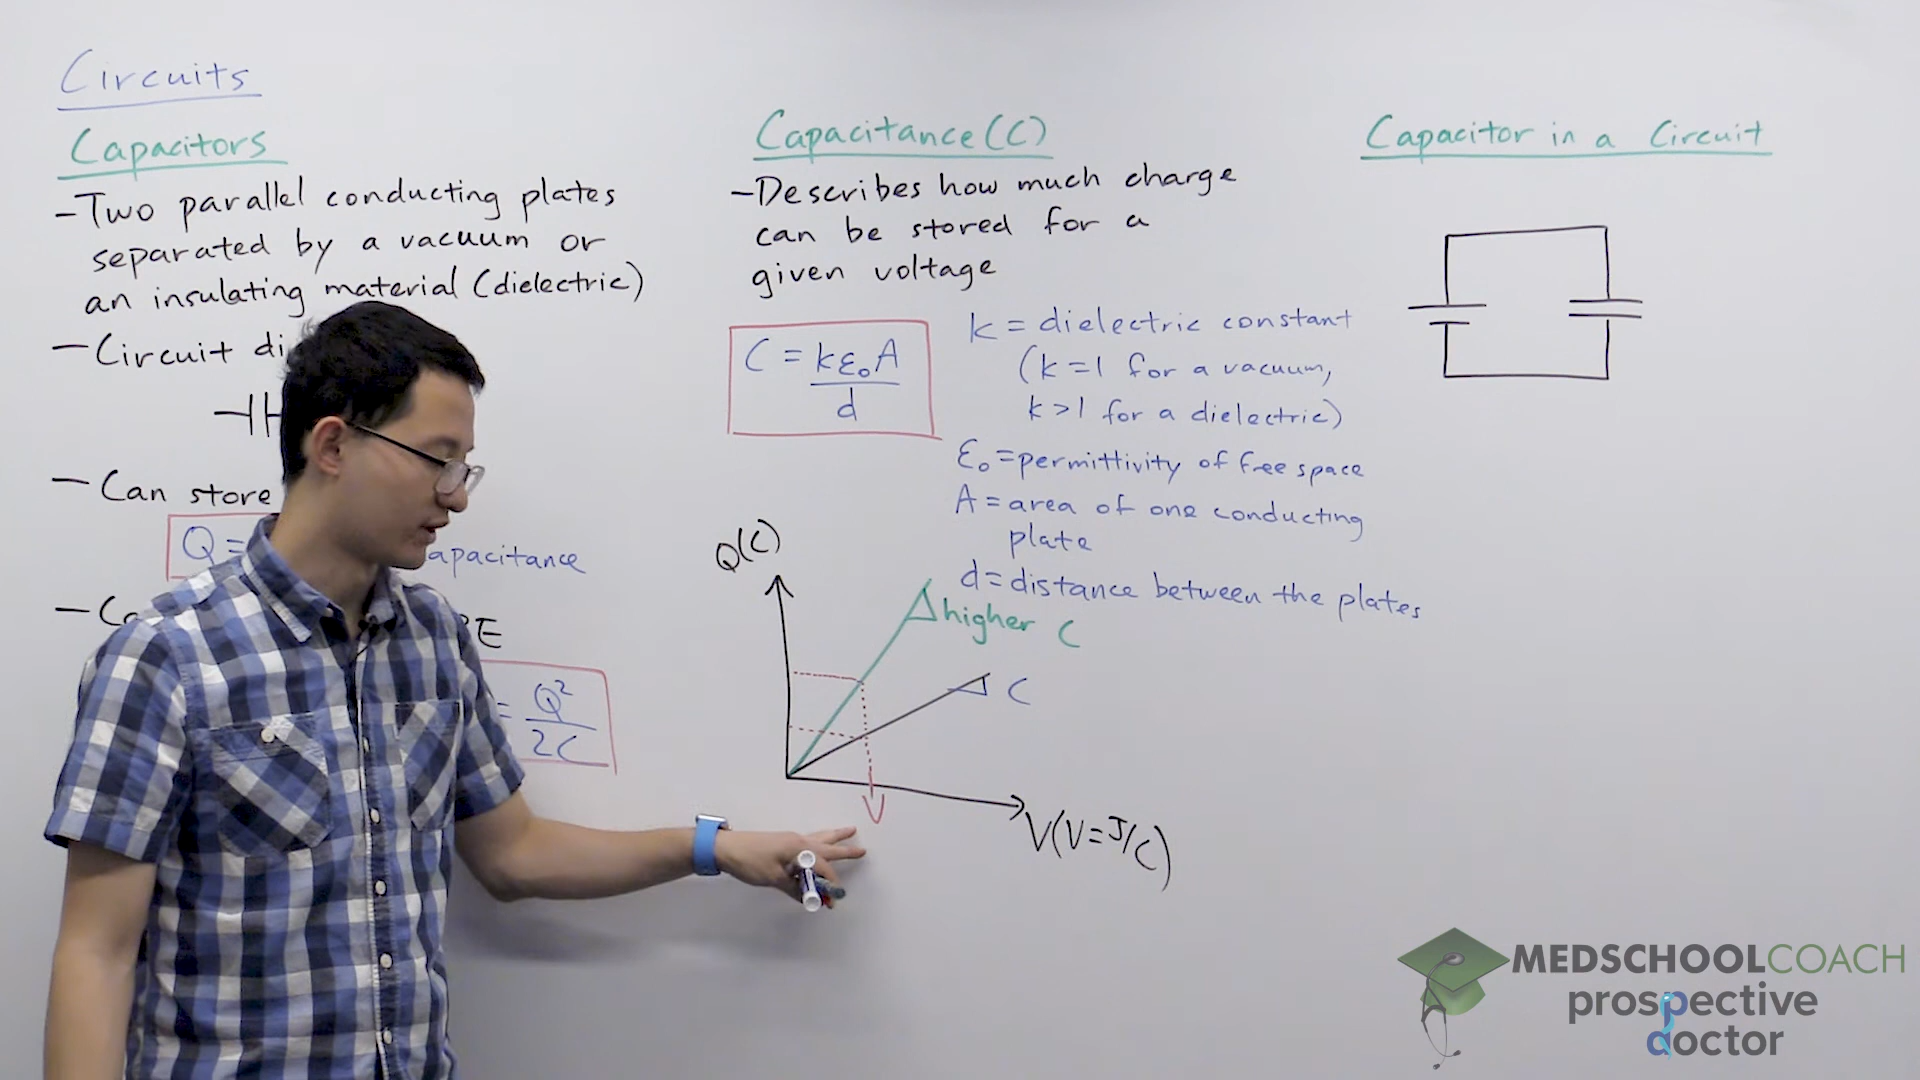 Circuits
Capacitors
-Two parallel conducting plates
separated by a vacuum or
an insulating material (dielectric)
- Circuit
- Can store
Q =
apacitance
-
PE
= Q²
2C
Capacitance (C)
-Describes how much charge
can be stored for a
given voltage
C = kε₀A
d
k = dielectric constant
(k=1 for a vacuum,
k>1 for a dielectric)
ε₀=permittivity of free space
A = area of one conducting
plate
d=distance between the plates
Q(C)
higher C
C
V
V(V=J/C)
Capacitor in a Circuit
MEDSCHOOLCOACH
prospective
doctor